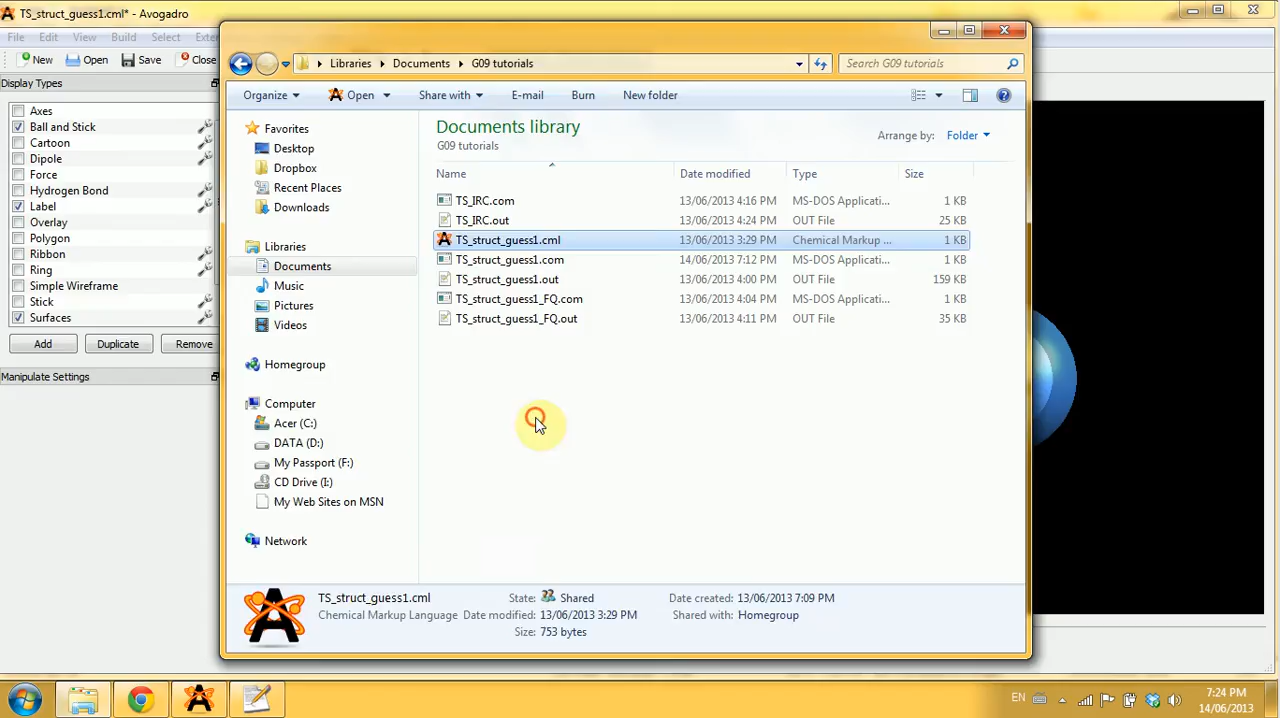 TS_struct_guess1.cml* - Avogadro
File Edit View Build Select Exter
New Open Save Close
Display Types
Axes
Ball and Stick
Cartoon
Dipole
Force
Hydrogen Bond
Label
Overlay
Polygon
Ribbon
Ring
Simple Wireframe
Stick
Surfaces
Add Duplicate Remove
Manipulate Settings
Libraries Documents G09 tutorials
Search G09 tutorials
Organize Open Share with E-mail Burn New folder
Favorites
Desktop
Dropbox
Recent Places
Downloads
Libraries
Documents
Music
Pictures
Videos
Homegroup
Computer
Acer (C:)
DATA (D:)
My Passport (F:)
CD Drive (I:)
My Web Sites on MSN
Network
Documents library
G09 tutorials
Arrange by: Folder
Name Date modified Type Size
TS_IRC.com 13/06/2013 4:16 PM MS-DOS Applicati... 1 KB
TS_IRC.out 13/06/2013 4:24 PM OUT File 25 KB
TS_struct_guess1.cml 13/06/2013 3:29 PM Chemical Markup ... 1 KB
TS_struct_guess1.com 14/06/2013 7:12 PM MS-DOS Applicati... 1 KB
TS_struct_guess1.out 13/06/2013 4:00 PM OUT File 159 KB
TS_struct_guess1_FQ.com 13/06/2013 4:04 PM MS-DOS Applicati... 1 KB
TS_struct_guess1_FQ.out 13/06/2013 4:11 PM OUT File 35 KB
TS_struct_guess1.cml State: Shared Date created: 13/06/2013 7:09 PM
Chemical Markup Language Date modified: 13/06/2013 3:29 PM Shared with: Homegroup
Size: 753 bytes
EN
7:24 PM
14/06/2013